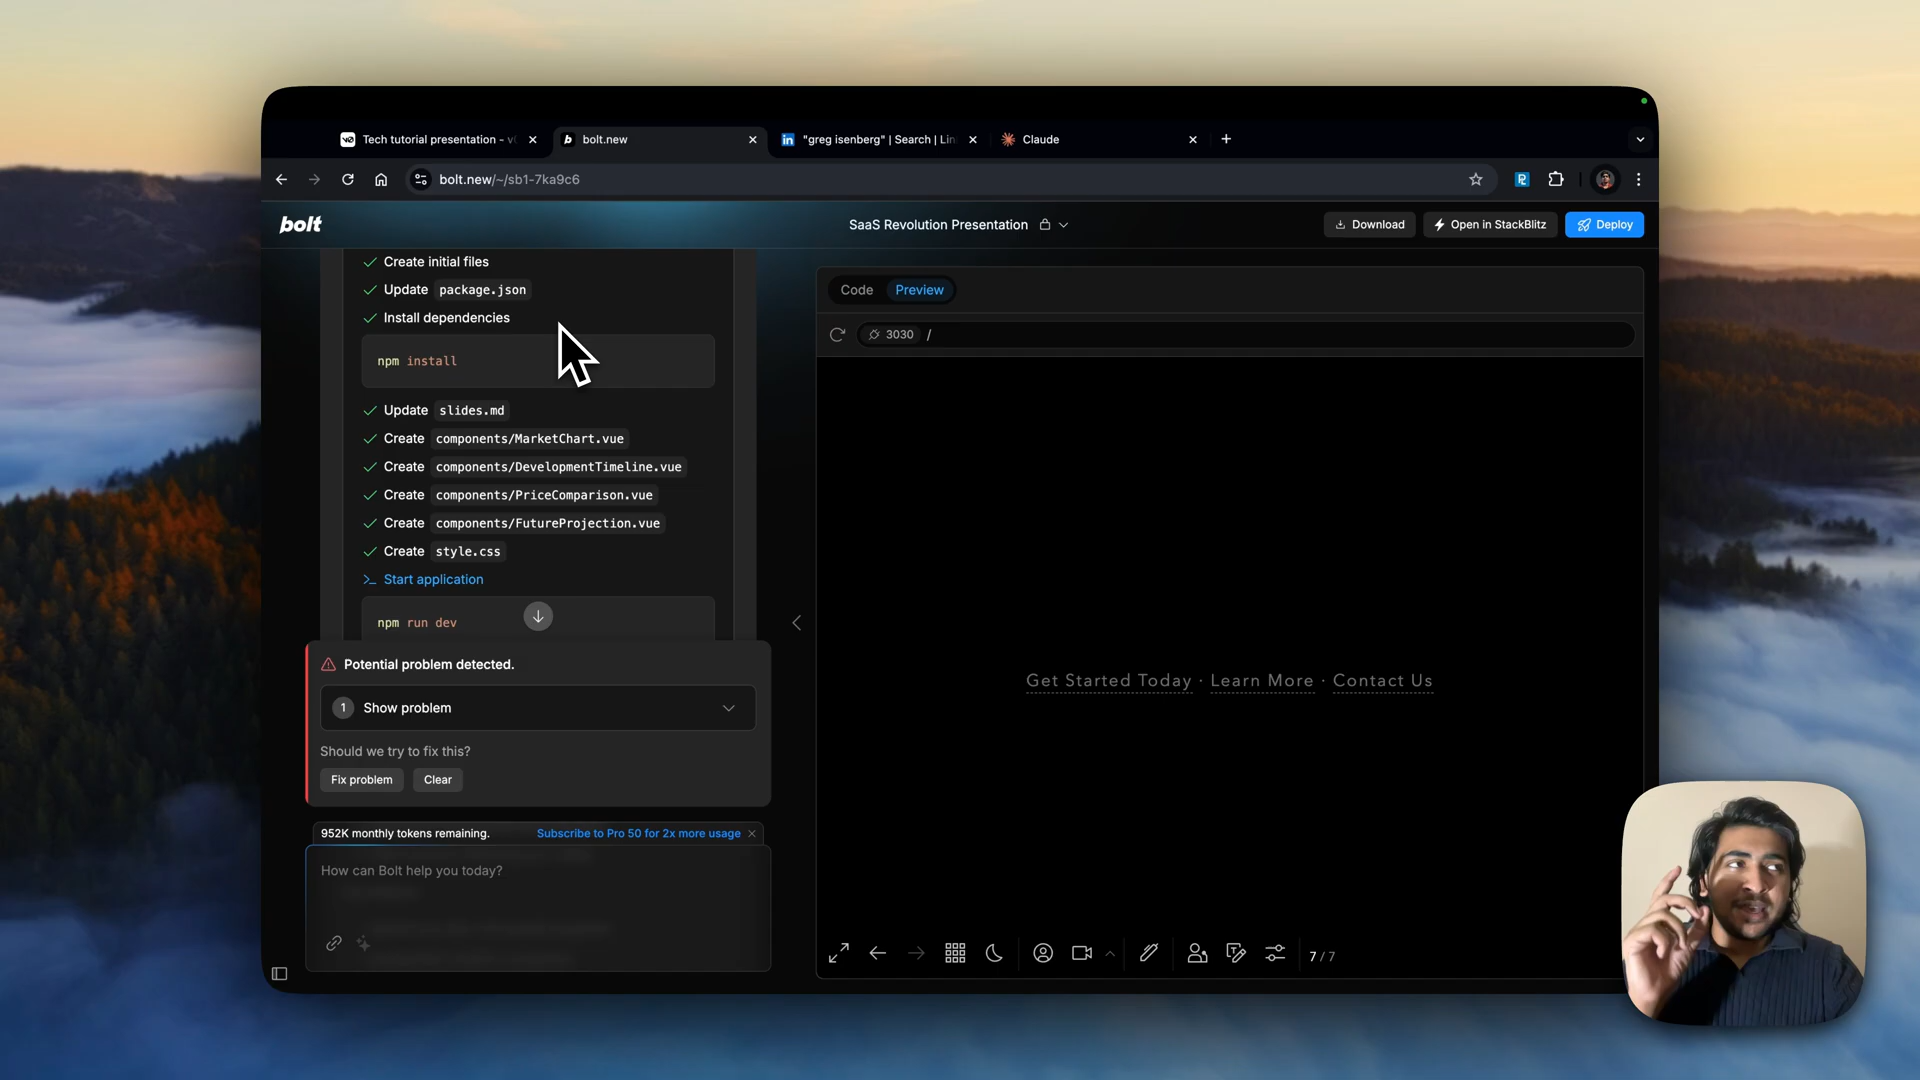 Tech tutorial presentation - v
bolt.new
"greg isenberg" | Search | Lin
Claude
bolt.new/~/sb1-7ka9c6
bolt
SaaS Revolution Presentation
Download
Open in StackBlitz
Deploy
Create initial files
Update package.json
Install dependencies
npm install
Update slides.md
Create components/MarketChart.vue
Create components/DevelopmentTimeline.vue
Create components/PriceComparison.vue
Create components/FutureProjection.vue
Create style.css
Start application
npm run dev
Potential problem detected.
1 Show problem
Should we try to fix this?
Fix problem
Clear
952K monthly tokens remaining.
Subscribe to Pro 50 for 2x more usage
How can Bolt help you today?
Code
Preview
3030 /
Get Started Today · Learn More · Contact Us
7 / 7